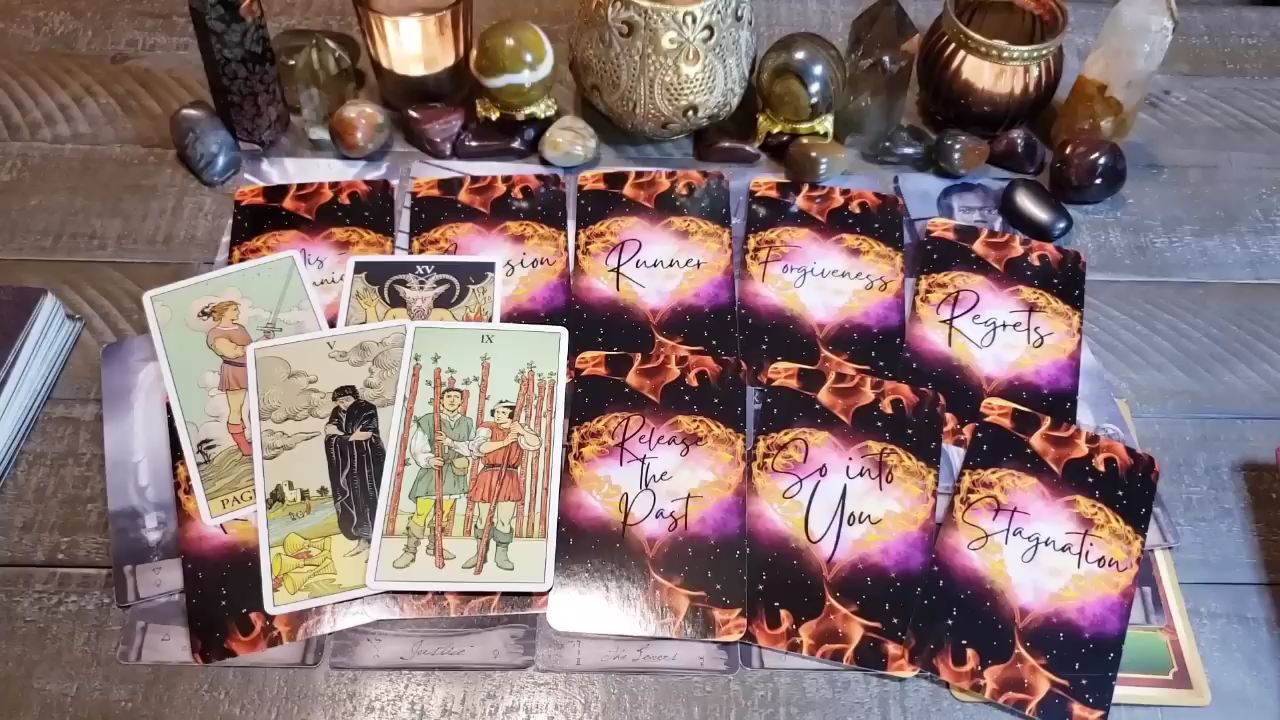 XV
Runner
Forgiveness
Regrets
V
IX
PAG
Release
the
Past
So into
You
Stagnation
Justice
The Lovers